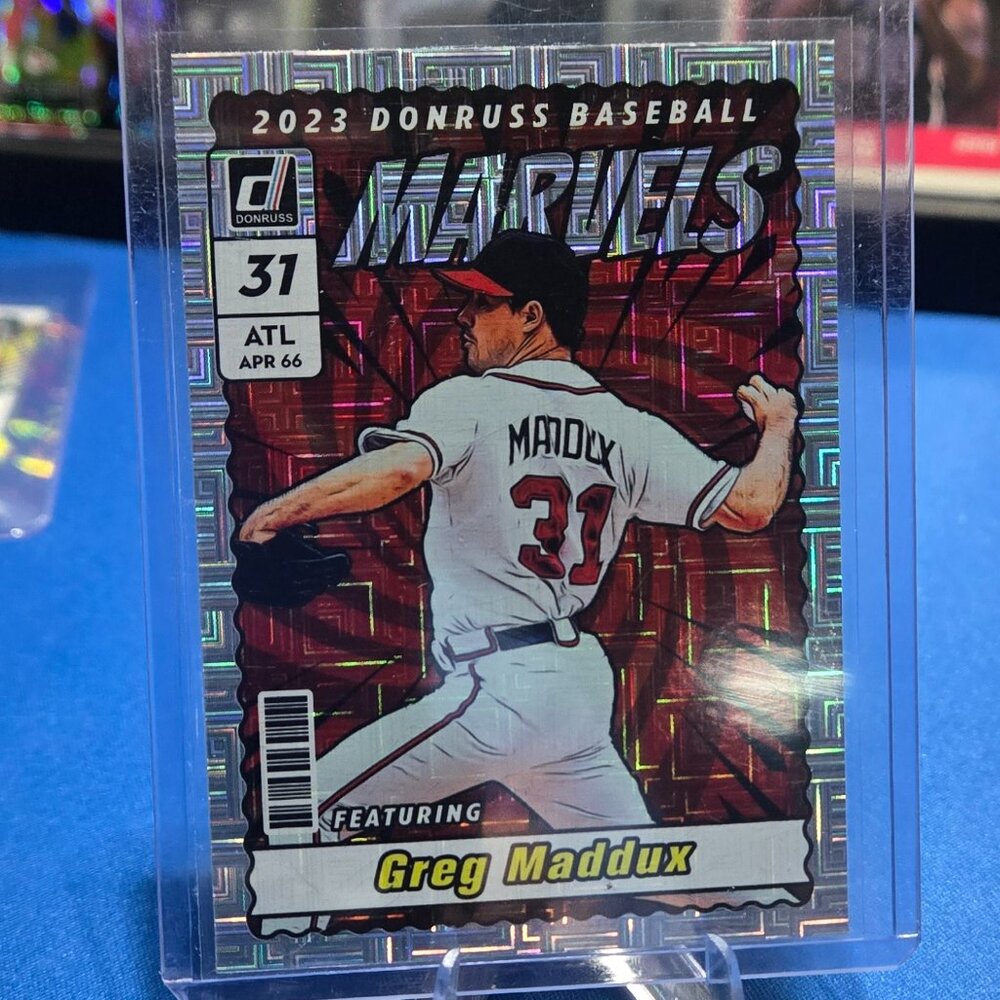 2023 DONRUSS BASEBALL
MARVELS
d
DONRUSS
31
ATL
APR 66
MADDUX
31
FEATURING
Greg Maddux